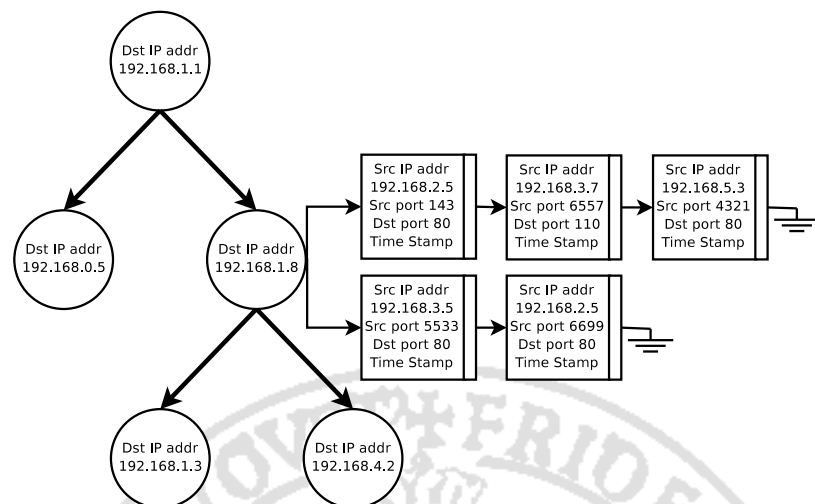 Dst IP addr
192.168.1.1
Dst IP addr
192.168.0.5
Dst IP addr
192.168.1.8
Src IP addr
192.168.2.5
Src port 143
Dst port 80
Time Stamp
Src IP addr
192.168.3.7
Src port 6557
Dst port 110
Time Stamp
Src IP addr
192.168.5.3
Src port 4321
Dst port 80
Time Stamp
Src IP addr
192.168.3.5
Src port 5533
Dst port 80
Time Stamp
Src IP addr
192.168.2.5
Src port 6699
Dst port 80
Time Stamp
Dst IP addr
192.168.1.3
Dst IP addr
192.168.4.2